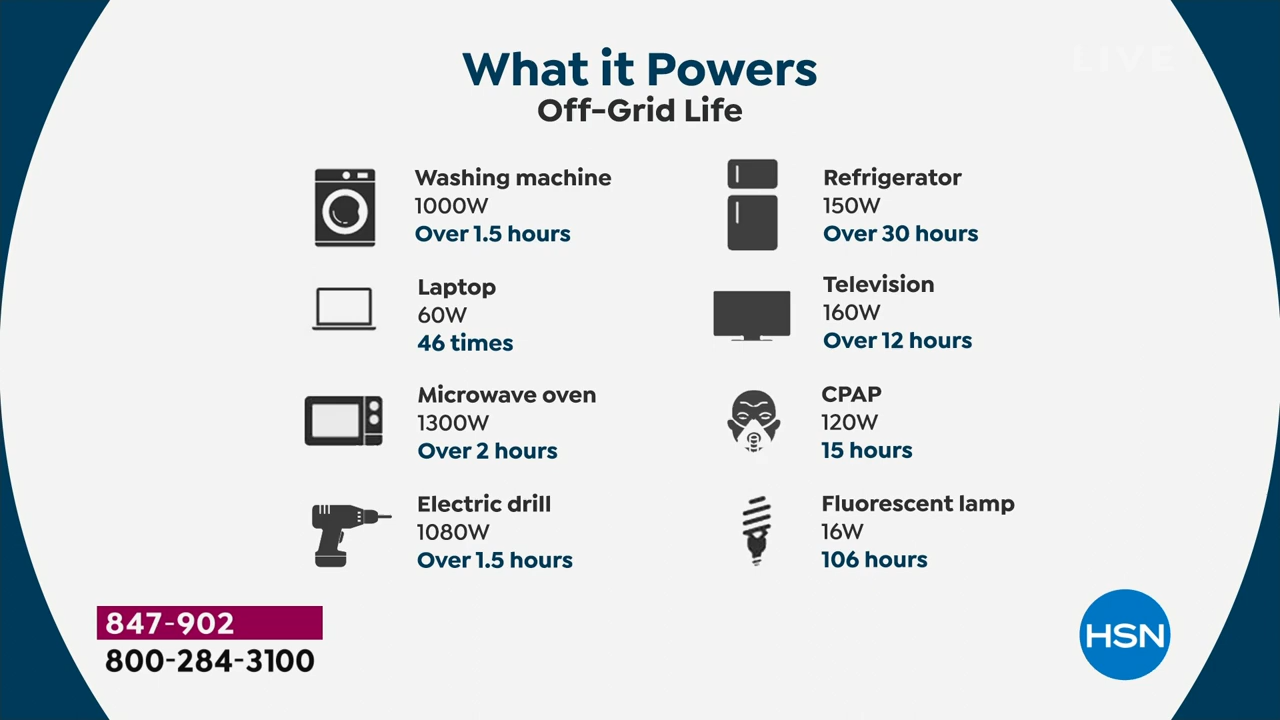 LIVE
What it Powers
Off-Grid Life
Washing machine
1000W
Over 1.5 hours
Refrigerator
150W
Over 30 hours
Laptop
60W
46 times
Television
160W
Over 12 hours
Microwave oven
1300W
Over 2 hours
CPAP
120W
15 hours
Electric drill
1080W
Over 1.5 hours
Fluorescent lamp
16W
106 hours
847-902
800-284-3100
HSN